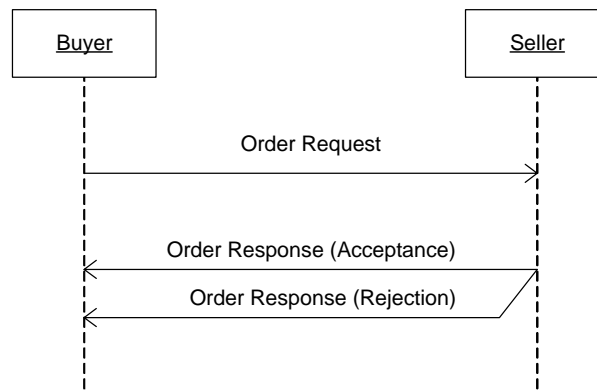 Buyer
Seller
Order Request
Order Response (Acceptance)
Order Response (Rejection)